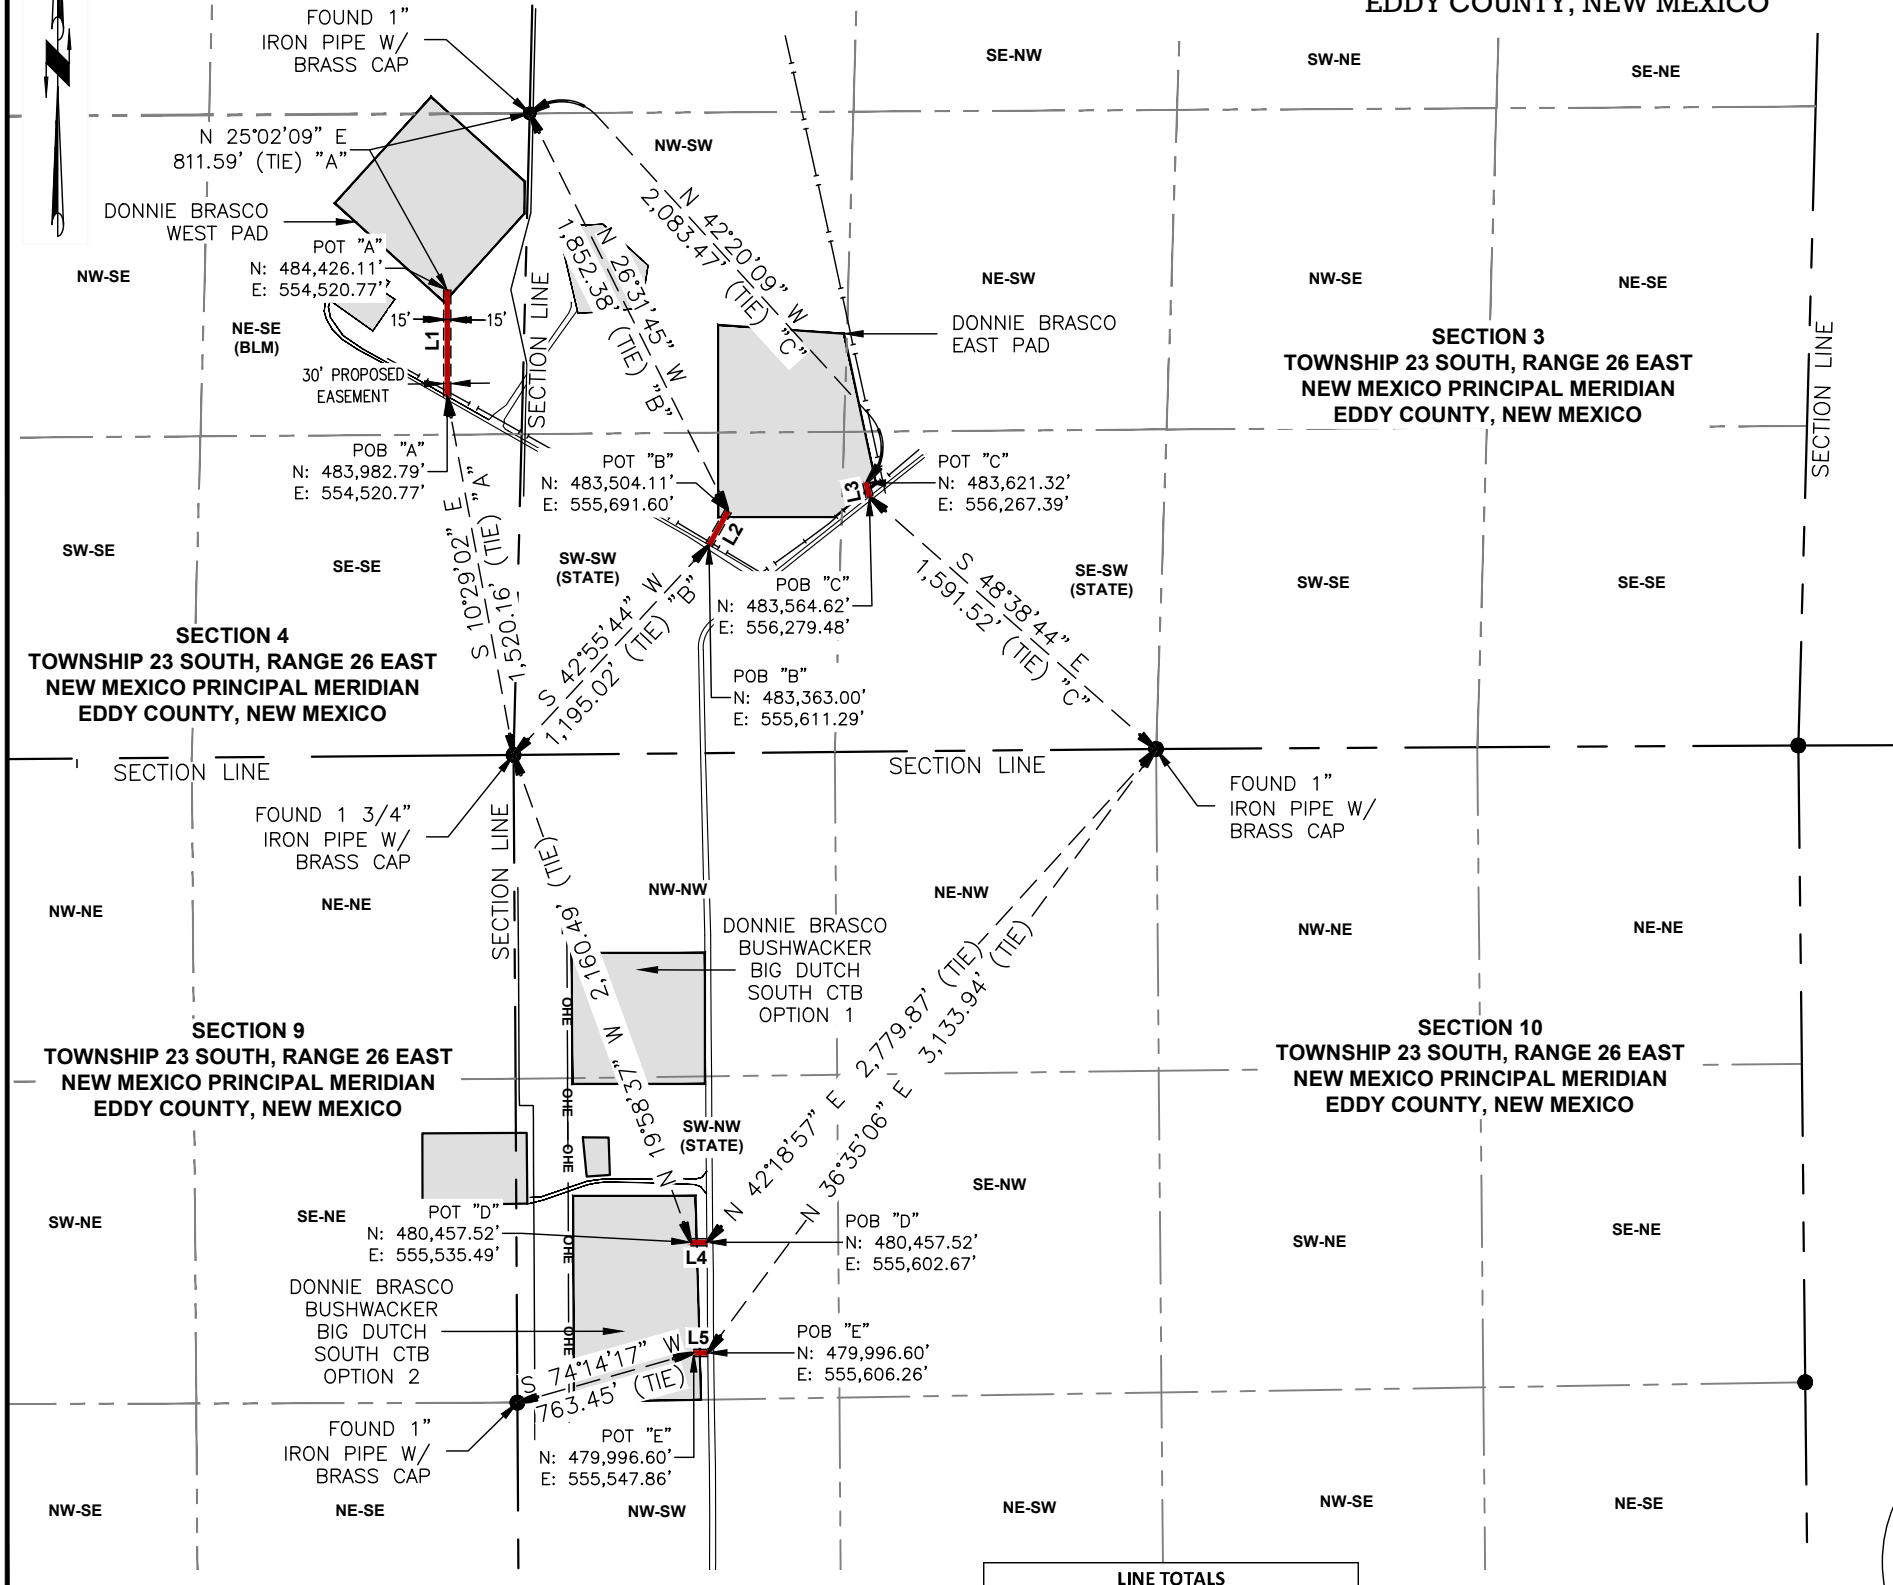 EDDY COUNTY, NEW MEXICO
FOUND 1”
IRON PIPE W/
BRASS CAP
SE-NW
SW-NE
SE-NE
N 25°02'09" E
811.59' (TIE) "A"
NW-SW
DONNIE BRASCO
WEST PAD
POT "A"
N: 484,426.11'
E: 554,520.77'
NW-SE
NE-SE
(BLM)
15'
15'
L1
30' PROPOSED
EASEMENT
SECTION LINE
N 26°31'45" W
1,852.38' (TIE) "B"
N 42°20'09" W
2,083.47' (TIE) "C"
NE-SW
NW-SE
NE-SE
DONNIE BRASCO
EAST PAD
SECTION 3
TOWNSHIP 23 SOUTH, RANGE 26 EAST
NEW MEXICO PRINCIPAL MERIDIAN
EDDY COUNTY, NEW MEXICO
SECTION LINE
POB "A"
N: 483,982.79'
E: 554,520.77'
POT "B"
N: 483,504.11'
E: 555,691.60'
L2
L3
POT "C"
N: 483,621.32'
E: 556,267.39'
S 10°29'02" E
1,520.16' (TIE) "A"
SW-SE
SE-SE
SW-SW
(STATE)
S 42°55'44" W
1,195.02' (TIE) "B"
POB "C"
N: 483,564.62'
E: 556,279.48'
S 48°38'44" E
1,591.52' (TIE) "C"
SE-SW
(STATE)
SW-SE
SE-SE
SECTION 4
TOWNSHIP 23 SOUTH, RANGE 26 EAST
NEW MEXICO PRINCIPAL MERIDIAN
EDDY COUNTY, NEW MEXICO
POB "B"
N: 483,363.00'
E: 555,611.29'
SECTION LINE
SECTION LINE
FOUND 1 3/4"
IRON PIPE W/
BRASS CAP
SECTION LINE
FOUND 1"
IRON PIPE W/
BRASS CAP
NW-NE
NE-NE
NW-NW
NE-NW
NW-NE
NE-NE
N 19°58'37" W 2,160.49' (TIE)
DONNIE BRASCO
BUSHWACKER
BIG DUTCH
SOUTH CTB
OPTION 1
N 42°18'57" E 2,779.87' (TIE)
N 36°35'06" E 3,133.94' (TIE)
OHE
OHE
OHE
OHE
OHE
SECTION 9
TOWNSHIP 23 SOUTH, RANGE 26 EAST
NEW MEXICO PRINCIPAL MERIDIAN
EDDY COUNTY, NEW MEXICO
SECTION 10
TOWNSHIP 23 SOUTH, RANGE 26 EAST
NEW MEXICO PRINCIPAL MERIDIAN
EDDY COUNTY, NEW MEXICO
SW-NW
(STATE)
SE-NW
SW-NE
SE-NE
POT "D"
N: 480,457.52'
E: 555,535.49'
L4
POB "D"
N: 480,457.52'
E: 555,602.67'
SW-NE
SE-NE
DONNIE BRASCO
BUSHWACKER
BIG DUTCH
SOUTH CTB
OPTION 2
L5
POB "E"
N: 479,996.60'
E: 555,606.26'
S 74°14'17" W
763.45' (TIE)
FOUND 1"
IRON PIPE W/
BRASS CAP
POT "E"
N: 479,996.60'
E: 555,547.86'
NW-SE
NE-SE
NW-SW
NE-SW
NW-SE
NE-SE
LINE TOTALS